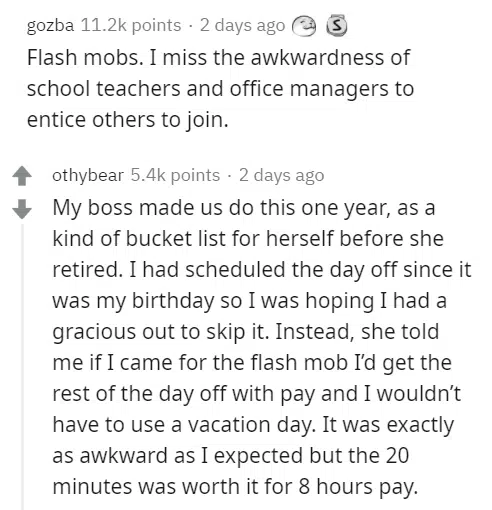 gozba 11.2k points · 2 days ago S
Flash mobs. I miss the awkwardness of
school teachers and office managers to
entice others to join.
othybear 5.4k points · 2 days ago
My boss made us do this one year, as a
kind of bucket list for herself before she
retired. I had scheduled the day off since it
was my birthday so I was hoping I had a
gracious out to skip it. Instead, she told
me if I came for the flash mob I'd get the
rest of the day off with pay and I wouldn't
have to use a vacation day. It was exactly
as awkward as I expected but the 20
minutes was worth it for 8 hours pay.